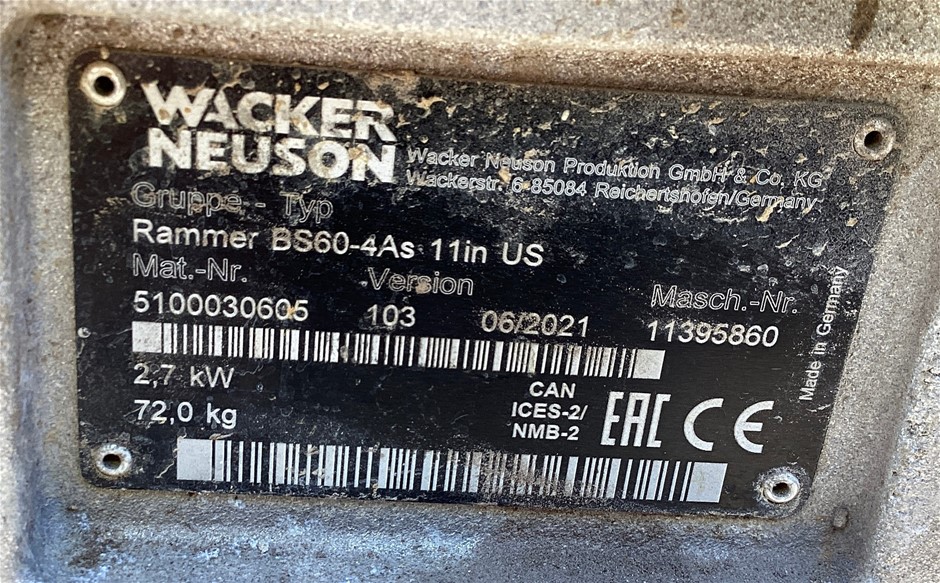 WACKER
NEUSON
Wacker Neuson Produktion GmbH & Co. KG
Wackerstr. 6 85084 Reichertshofen/Germany
Gruppe - Typ
Rammer BS60-4As 11in US
Mat.-Nr. Version Masch.-Nr.
5100030605 103 06/2021 11395860
2,7 kW
72,0 kg
CAN
ICES-2/
NMB-2
EAC CE
Made in Germany